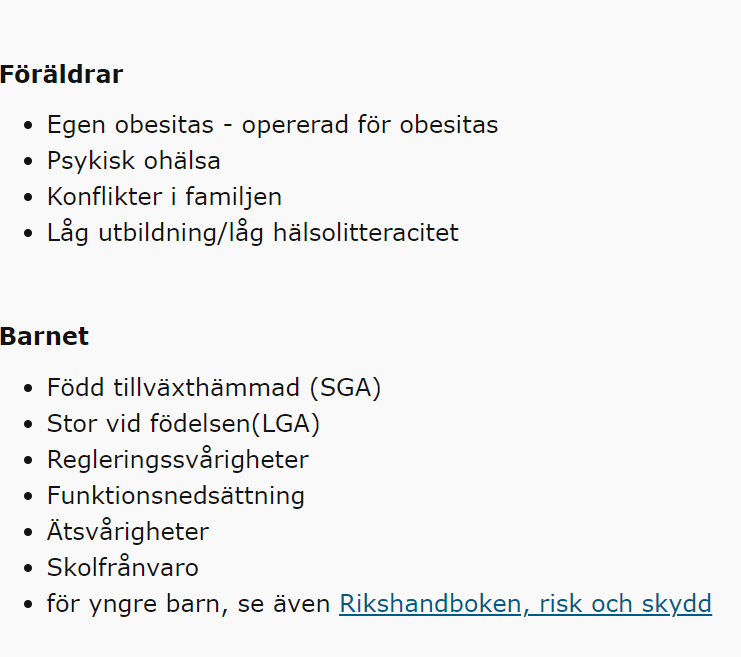 Föräldrar
• Egen obesitas - opererad för obesitas
• Psykisk ohälsa
• Konflikter i familjen
• Låg utbildning/låg hälsolitteracitet
Barnet
• Född tillväxthämmad (SGA)
• Stor vid födelsen(LGA)
• Regleringssvårigheter
• Funktionsnedsättning
• Ätsvårigheter
• Skolfrånvaro
• för yngre barn, se även Rikshandboken, risk och skydd